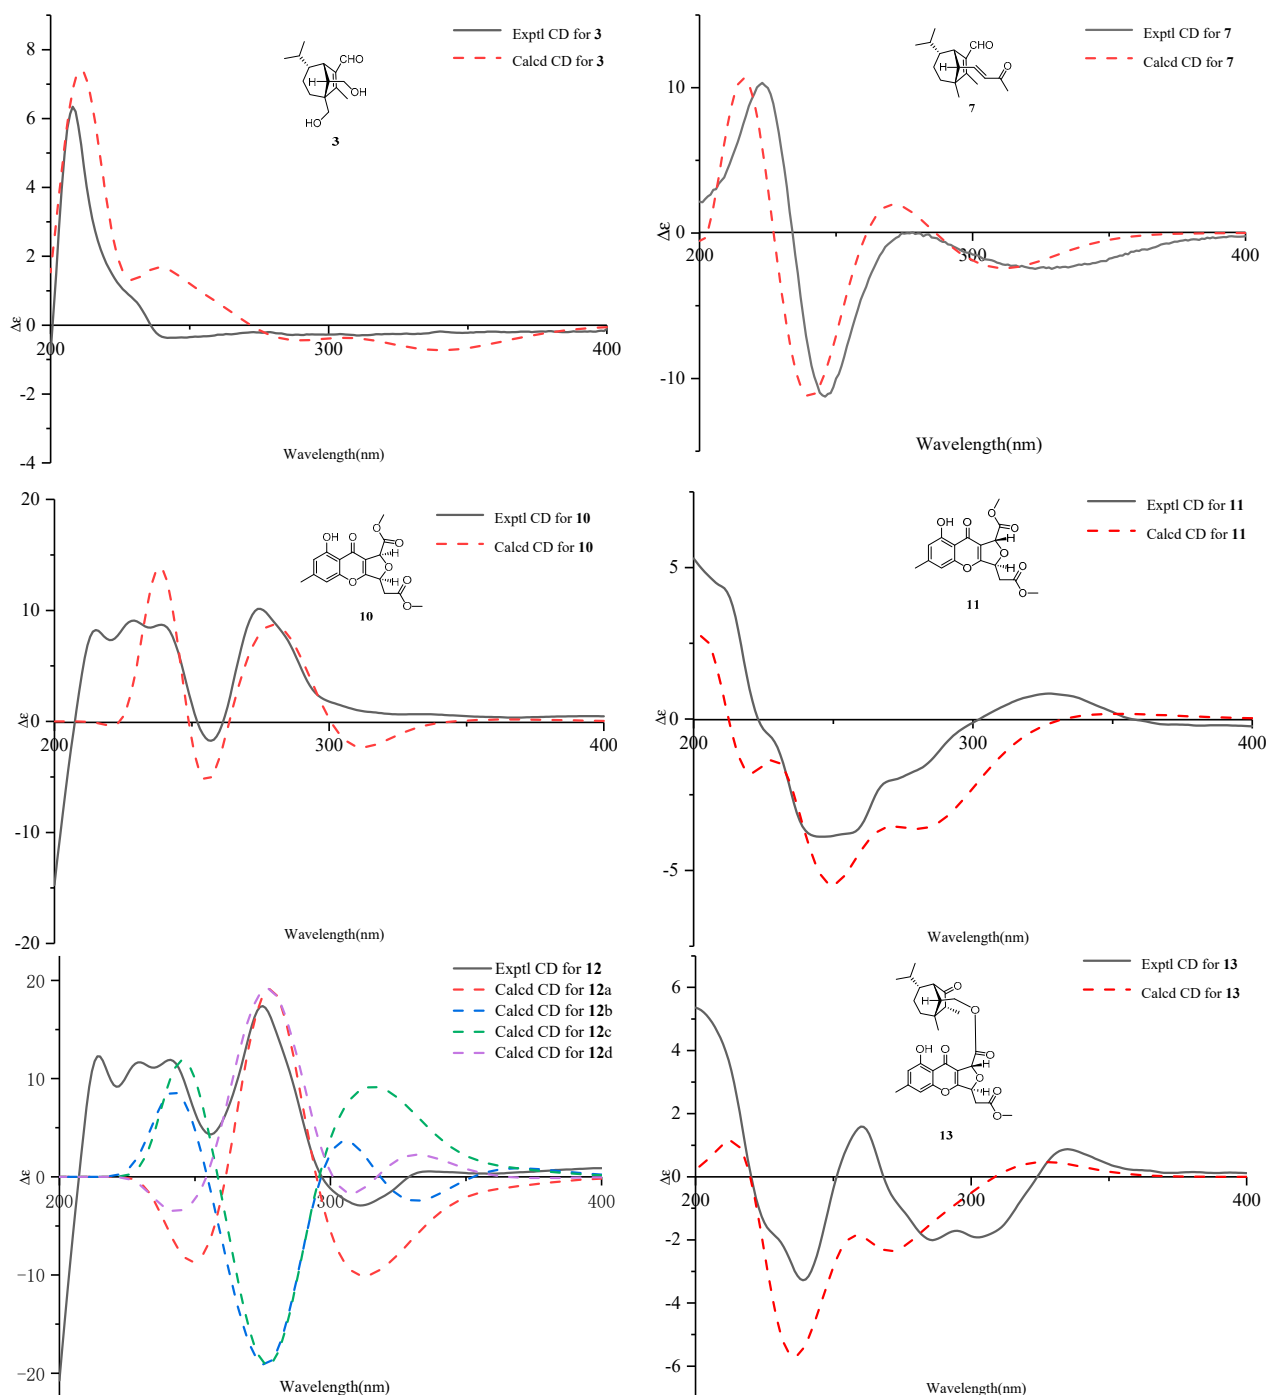 Exptl CD for 3
Calcd CD for 3
8
6
4
2
0
-2
-4
200
300
400
Δε
Wavelength(nm)
CHO
H
OH
HO
3
Exptl CD for 7
Calcd CD for 7
10
0
-10
200
300
400
Δε
Wavelength(nm)
CHO
H
O
7
Exptl CD for 10
Calcd CD for 10
20
10
0
-10
-20
200
300
400
Δε
Wavelength(nm)
OH
O
O
O
H
O
O
H
O
O
10
Exptl CD for 11
Calcd CD for 11
5
0
-5
200
300
400
Δε
Wavelength(nm)
OH
O
O
O
H
O
O
H
O
O
11
Exptl CD for 12
Calcd CD for 12a
Calcd CD for 12b
Calcd CD for 12c
Calcd CD for 12d
20
10
0
-10
-20
200
300
400
Δε
Wavelength(nm)
Exptl CD for 13
Calcd CD for 13
6
4
2
0
-2
-4
-6
200
300
400
Δε
Wavelength(nm)
O
H
O
OH
O
O
H
O
O
H
O
O
13